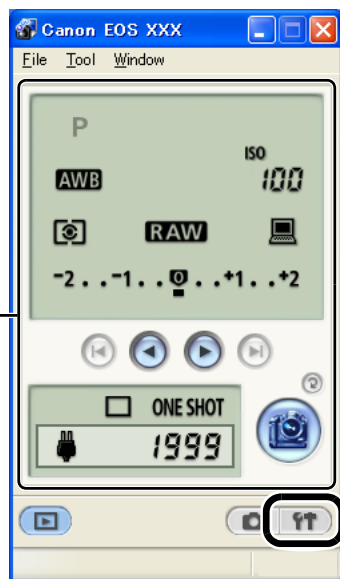 Canon EOS XXX
File Tool Window
P
ISO
AWB 100
RAW
-2..-1..0..+1..+2
ONE SHOT
1999